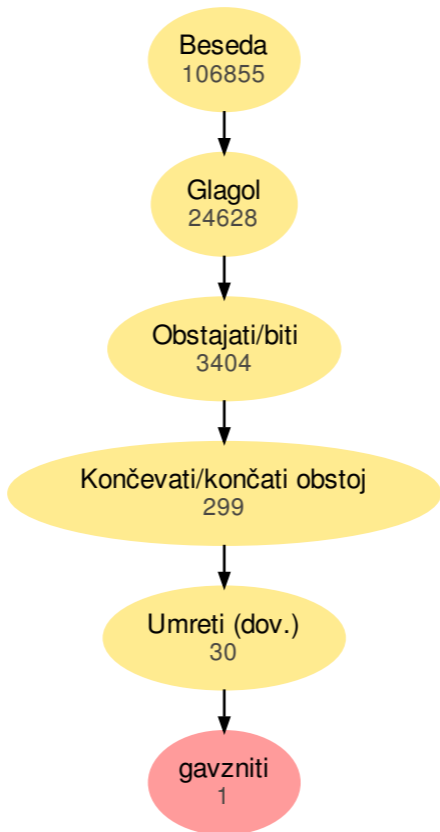 Beseda
106855
Glagol
24628
Obstajati/biti
3404
Končevati/končati obstoj
299
Umreti (dov.)
30
gavzniti
1